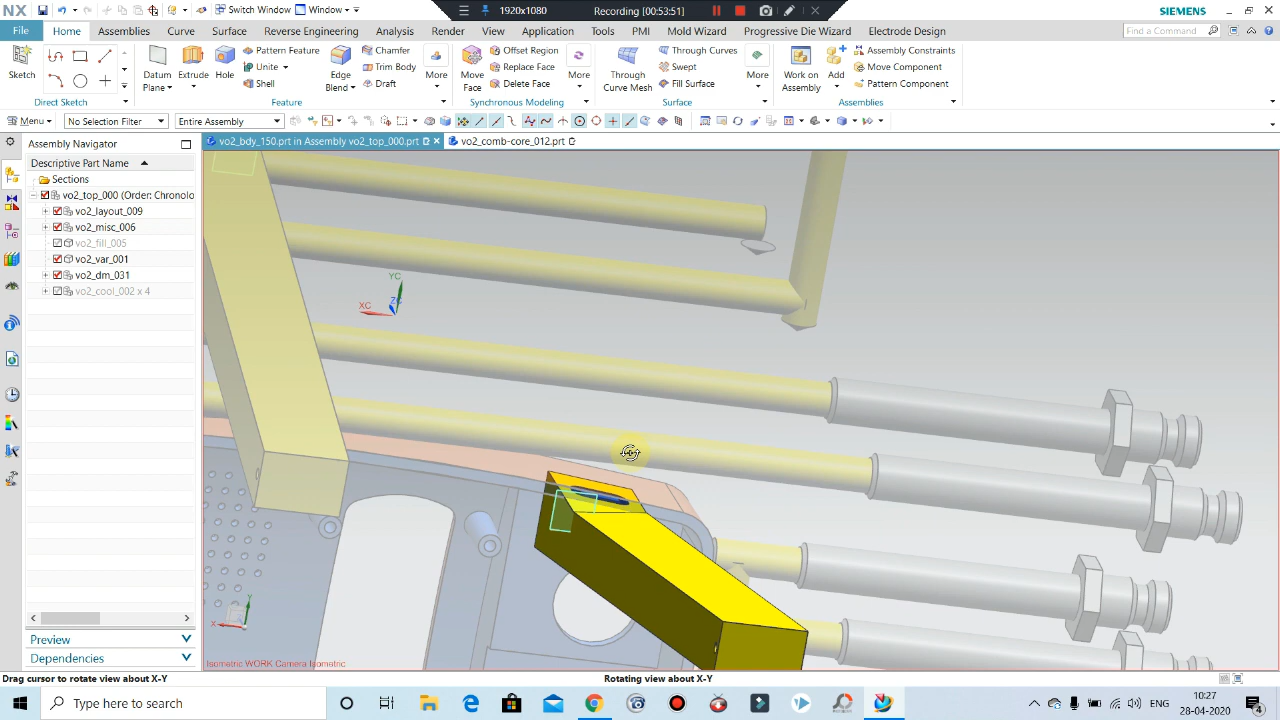 NX
Switch Window
Window
1920x1080
Recording [00:53:51]
SIEMENS
File
Home
Curve
Surface
Reverse Engineering
Analysis
Render
Application
Tools
PMI
Mold Wizard
Progressive Die Wizard
Electrode Design
Find a Command
Sketch
Direct Sketch
Datum Plane
Extrude
Hole
Pattern Feature
Unite
Shell
Edge Blend
Chamfer
Trim Body
Draft
More
Feature
Move Face
Offset Region
Replace Face
Delete Face
More
Synchronous Modeling
Through Curve Mesh
Through Curves
Swept
Fill Surface
More
Surface
Work on Assembly
Add
Assembly Constraints
Move Component
Pattern Component
Assemblies
Menu
No Selection Filter
Entire Assembly
Assembly Navigator
vo2_bdy_150.prt in Assembly vo2_top_000.prt
vo2_comb-core_012.prt
Descriptive Part Name
Sections
vo2_top_000 (Order: Chronolo
vo2_layout_009
vo2_misc_006
vo2_fill_005
vo2_var_001
vo2_dm_031
vo2_cool_002 x 4
YC
XC
ZC
Y
X
Preview
Dependencies
Isometric WORK Camera Isometric
Drag cursor to rotate view about X-Y
Rotating view about X-Y
Type here to search
ENG
10:27
28-04-2020
4